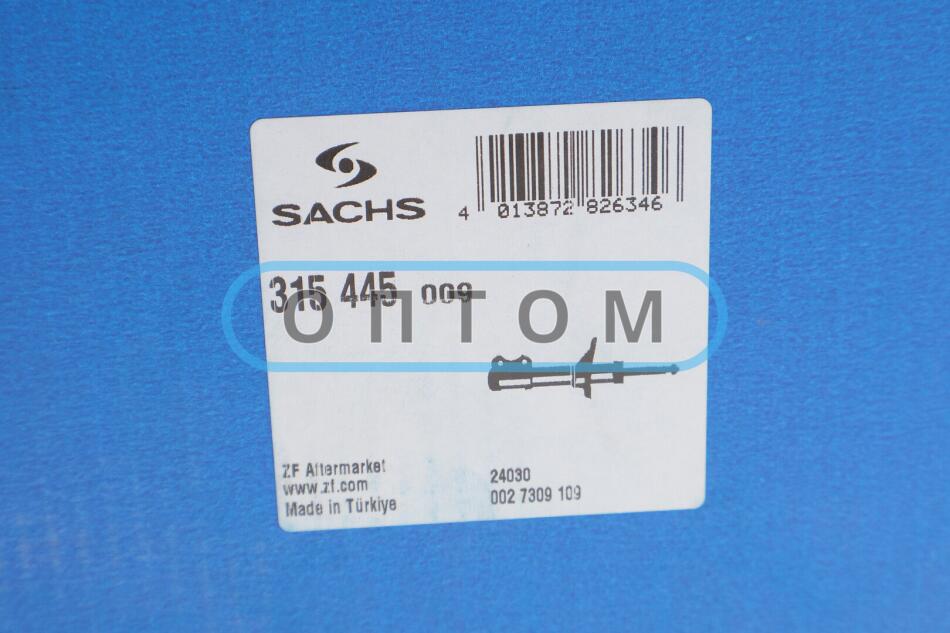 SACHS
4 013872 826346
315 445 009
ОПТОМ
ZF Aftermarket
www.zf.com
Made in Türkiye
24030
002 7309 109